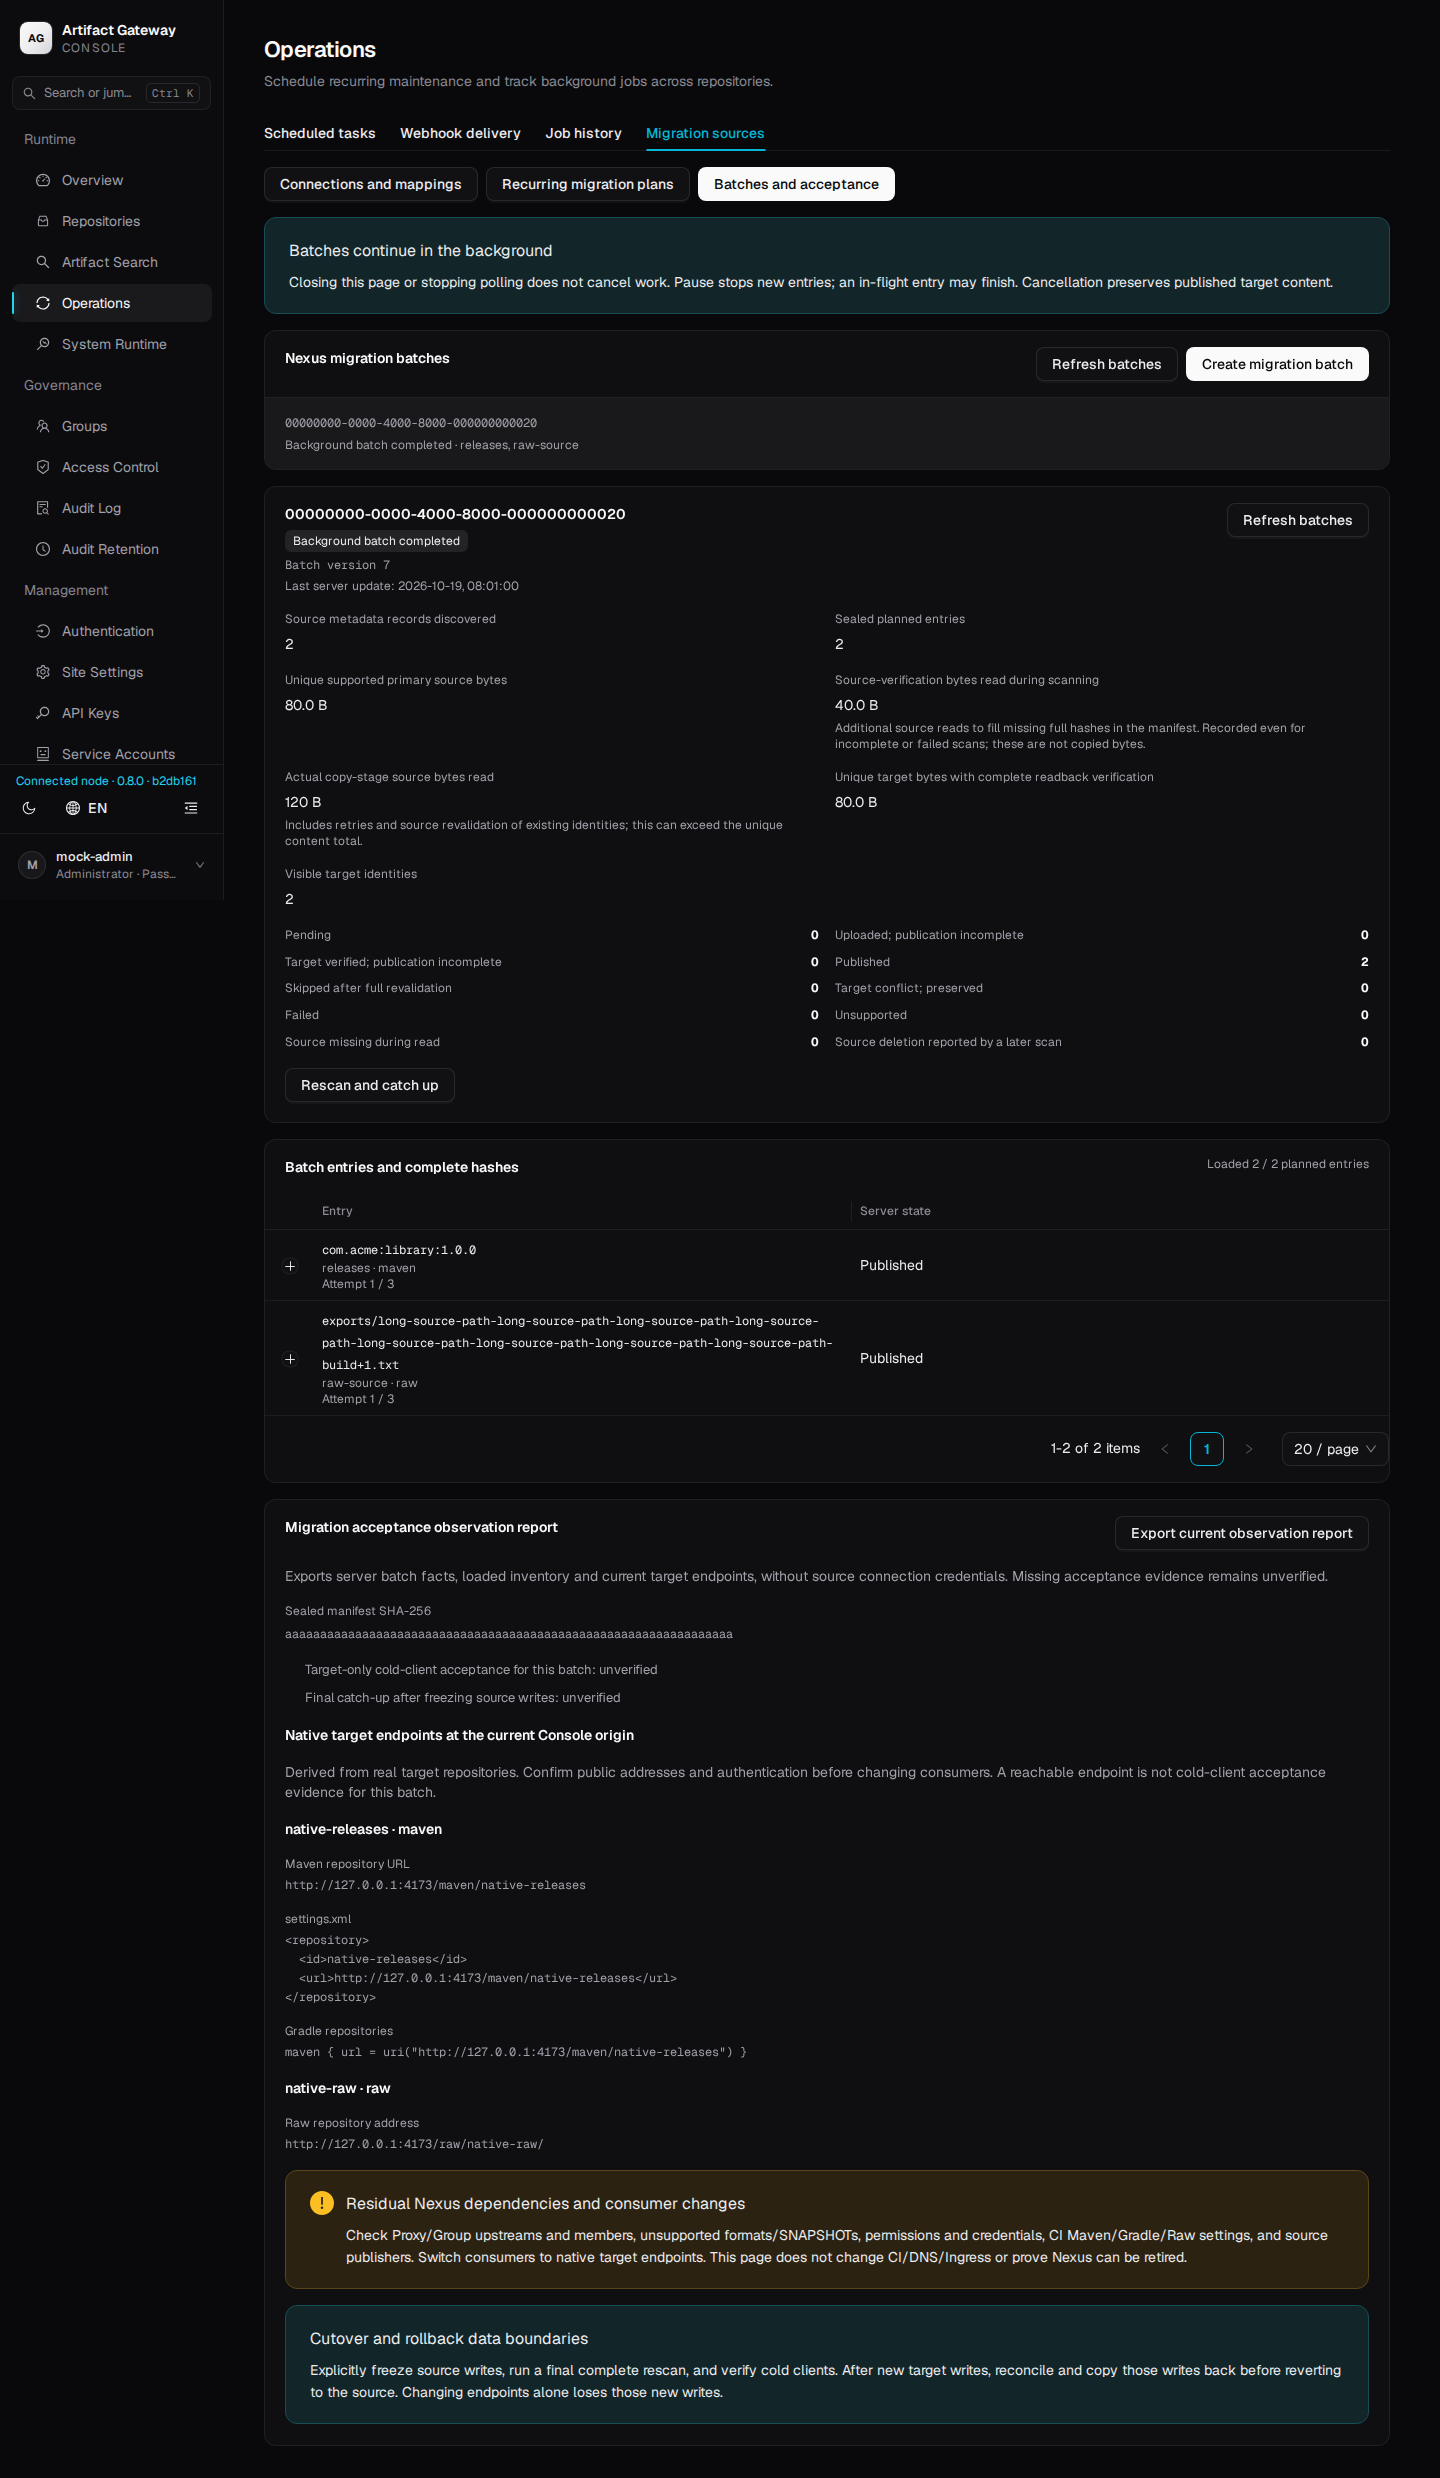 AG
Artifact Gateway
CONSOLE
Search or jum... Ctrl K
Runtime
Overview
Repositories
Artifact Search
Operations
System Runtime
Governance
Groups
Access Control
Audit Log
Audit Retention
Management
Authentication
Site Settings
API Keys
Service Accounts
Connected node · 0.8.0 · b2db161
EN
M
mock-admin
Administrator · Pass...
Operations
Schedule recurring maintenance and track background jobs across repositories.
Scheduled tasks Webhook delivery Job history Migration sources
Connections and mappings Recurring migration plans Batches and acceptance
Batches continue in the background
Closing this page or stopping polling does not cancel work. Pause stops new entries; an in-flight entry may finish. Cancellation preserves published target content.
Nexus migration batches Refresh batches Create migration batch
00000000-0000-4000-8000-000000000020
Background batch completed · releases, raw-source
00000000-0000-4000-8000-000000000020 Refresh batches
Background batch completed
Batch version 7
Last server update: 2026-10-19, 08:01:00
Source metadata records discovered Sealed planned entries
2 2
Unique supported primary source bytes Source-verification bytes read during scanning
80.0 B 40.0 B
Additional source reads to fill missing full hashes in the manifest. Recorded even for
incomplete or failed scans; these are not copied bytes.
Actual copy-stage source bytes read Unique target bytes with complete readback verification
120 B 80.0 B
Includes retries and source revalidation of existing identities; this can exceed the unique
content total.
Visible target identities
2
Pending 0 Uploaded; publication incomplete 0
Target verified; publication incomplete 0 Published 2
Skipped after full revalidation 0 Target conflict; preserved 0
Failed 0 Unsupported 0
Source missing during read 0 Source deletion reported by a later scan 0
Rescan and catch up
Batch entries and complete hashes Loaded 2 / 2 planned entries
Entry Server state
com.acme:library:1.0.0
releases · maven
Attempt 1 / 3
Published
exports/long-source-path-long-source-path-long-source-path-long-source-
path-long-source-path-long-source-path-long-source-path-long-source-path-
build+1.txt
raw-source · raw
Attempt 1 / 3
Published
1-2 of 2 items 1 20 / page
Migration acceptance observation report Export current observation report
Exports server batch facts, loaded inventory and current target endpoints, without source connection credentials. Missing acceptance evidence remains unverified.
Sealed manifest SHA-256
aaaaaaaaaaaaaaaaaaaaaaaaaaaaaaaaaaaaaaaaaaaaaaaaaaaaaaaaaaaaaaaa
Target-only cold-client acceptance for this batch: unverified
Final catch-up after freezing source writes: unverified
Native target endpoints at the current Console origin
Derived from real target repositories. Confirm public addresses and authentication before changing consumers. A reachable endpoint is not cold-client acceptance
evidence for this batch.
native-releases · maven
Maven repository URL
http://127.0.0.1:4173/maven/native-releases
settings.xml
<repository>
  <id>native-releases</id>
  <url>http://127.0.0.1:4173/maven/native-releases</url>
</repository>
Gradle repositories
maven { url = uri("http://127.0.0.1:4173/maven/native-releases") }
native-raw · raw
Raw repository address
http://127.0.0.1:4173/raw/native-raw/
Residual Nexus dependencies and consumer changes
Check Proxy/Group upstreams and members, unsupported formats/SNAPSHOTs, permissions and credentials, CI Maven/Gradle/Raw settings, and source
publishers. Switch consumers to native target endpoints. This page does not change CI/DNS/Ingress or prove Nexus can be retired.
Cutover and rollback data boundaries
Explicitly freeze source writes, run a final complete rescan, and verify cold clients. After new target writes, reconcile and copy those writes back before reverting
to the source. Changing endpoints alone loses those new writes.